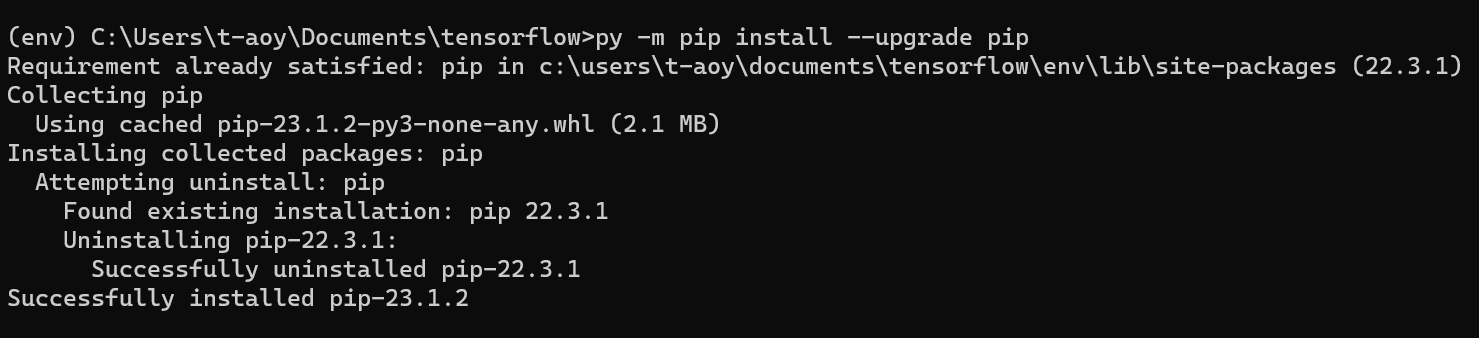 (env) C:\Users\t-aoy\Documents\tensorflow>py -m pip install --upgrade pip
Requirement already satisfied: pip in c:\users\t-aoy\documents\tensorflow\env\lib\site-packages (22.3.1)
Collecting pip
  Using cached pip-23.1.2-py3-none-any.whl (2.1 MB)
Installing collected packages: pip
  Attempting uninstall: pip
    Found existing installation: pip 22.3.1
    Uninstalling pip-22.3.1:
      Successfully uninstalled pip-22.3.1
Successfully installed pip-23.1.2